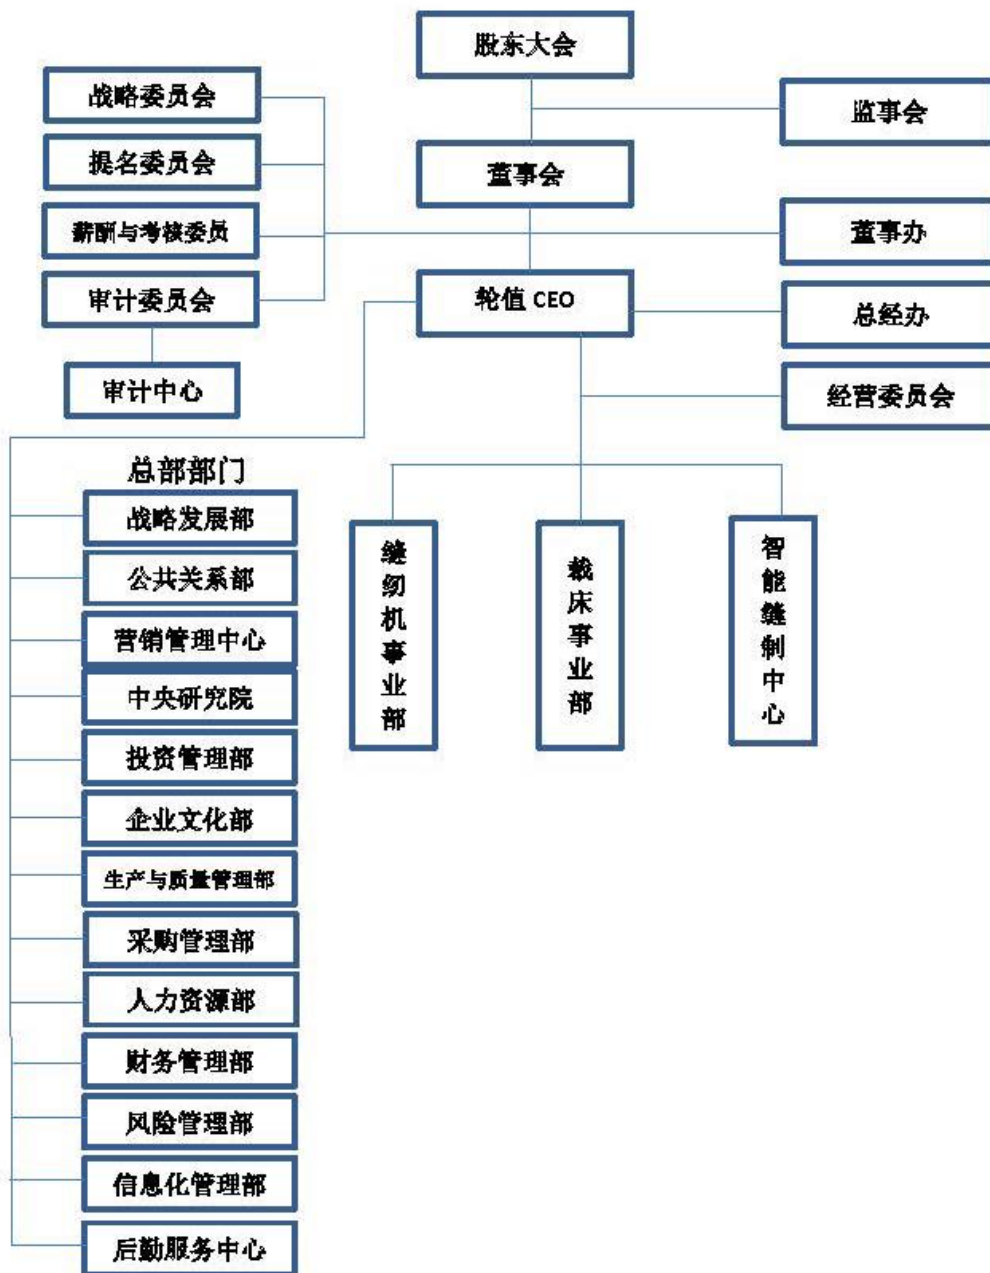 股东大会
战略委员会
监事会
提名委员会
董事会
薪酬与考核委员
董事办
审计委员会
轮值 CEO
总经办
审计中心
经营委员会
总部部门
战略发展部
公共关系部
营销管理中心
中央研究院
投资管理部
企业文化部
生产与质量管理部
采购管理部
人力资源部
财务管理部
风险管理部
信息化管理部
后勤服务中心
缝纫机事业部
裁床事业部
智能缝制中心